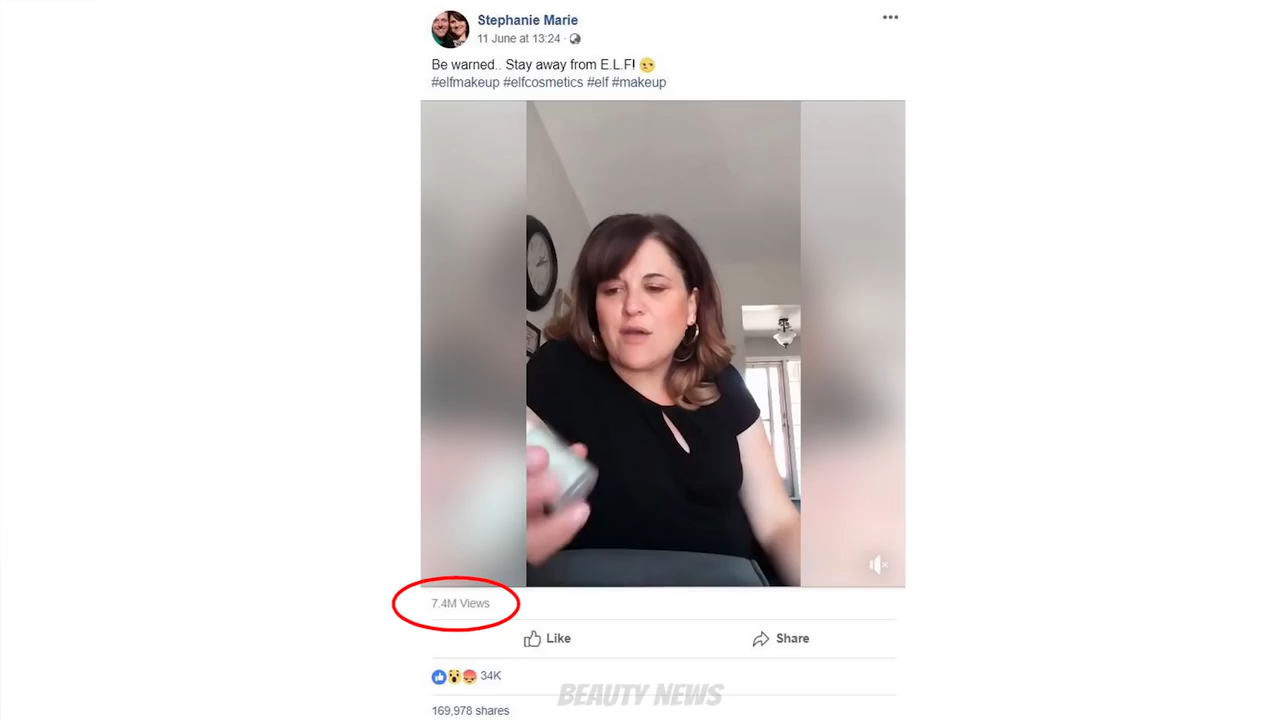 Stephanie Marie
11 June at 13:24
Be warned.. Stay away from E.L.F!
#elfmakeup #elfcosmetics #elf #makeup
7.4M Views
Like Share
34K
BEAUTY NEWS
169,978 shares